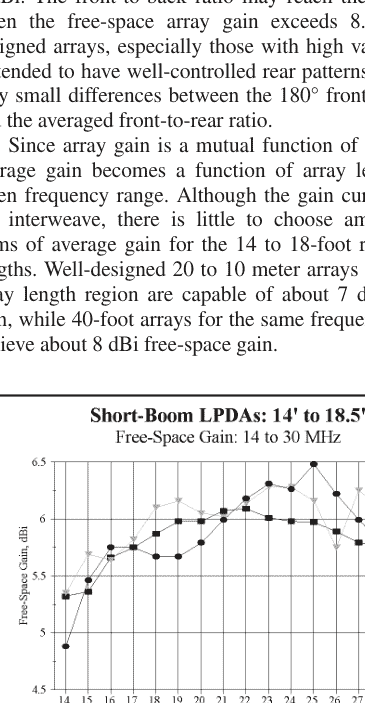 Bi. The front to back ratio may reach the
en the free-space array gain exceeds 8.
igned arrays, especially those with high va
tended to have well-controlled rear patterns
y small differences between the 180° front
the averaged front-to-rear ratio.
Since array gain is a mutual function of
rage gain becomes a function of array le
en frequency range. Although the gain cur
interweave, there is little to choose am
ms of average gain for the 14 to 18-foot r
gths. Well-designed 20 to 10 meter arrays
ay length region are capable of about 7 d
n, while 40-foot arrays for the same freque
ieve about 8 dBi free-space gain.
Short-Boom LPDAs: 14' to 18.5'
Free-Space Gain: 14 to 30 MHz
Free-Space Gain, dBi
6.5
6
5.5
5
4.5
14 15 16 17 18 19 20 21 22 23 24 25 26 27